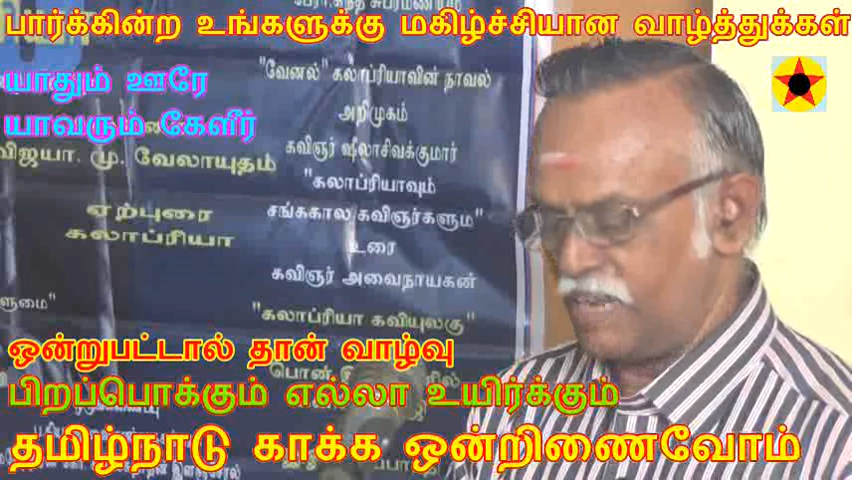 பார்க்கின்ற உங்களுக்கு மகிழ்ச்சியான வாழ்த்துக்கள்
யாதும் ஊரே
யாவரும் கேளீர்
விஜயா. மு. வேலாயுதம்
ஏற்புரை
கலாப்ரியா
"வேனல்" கலாப்ரியாவின் நாவல்
அறிமுகம்
கவிஞர் ஷீலாசிவக்குமார்
"கலாப்ரியாவும்
சங்ககால கவிஞர்களும்"
உரை
கவிஞர் அவைநாயகன்
"கலாப்ரியா கவியுலகு"
ஒன்றுபட்டால் தான் வாழ்வு
பிறப்பொக்கும் எல்லா உயிர்க்கும்
தமிழ்நாடு காக்க ஒன்றிணைவோம்